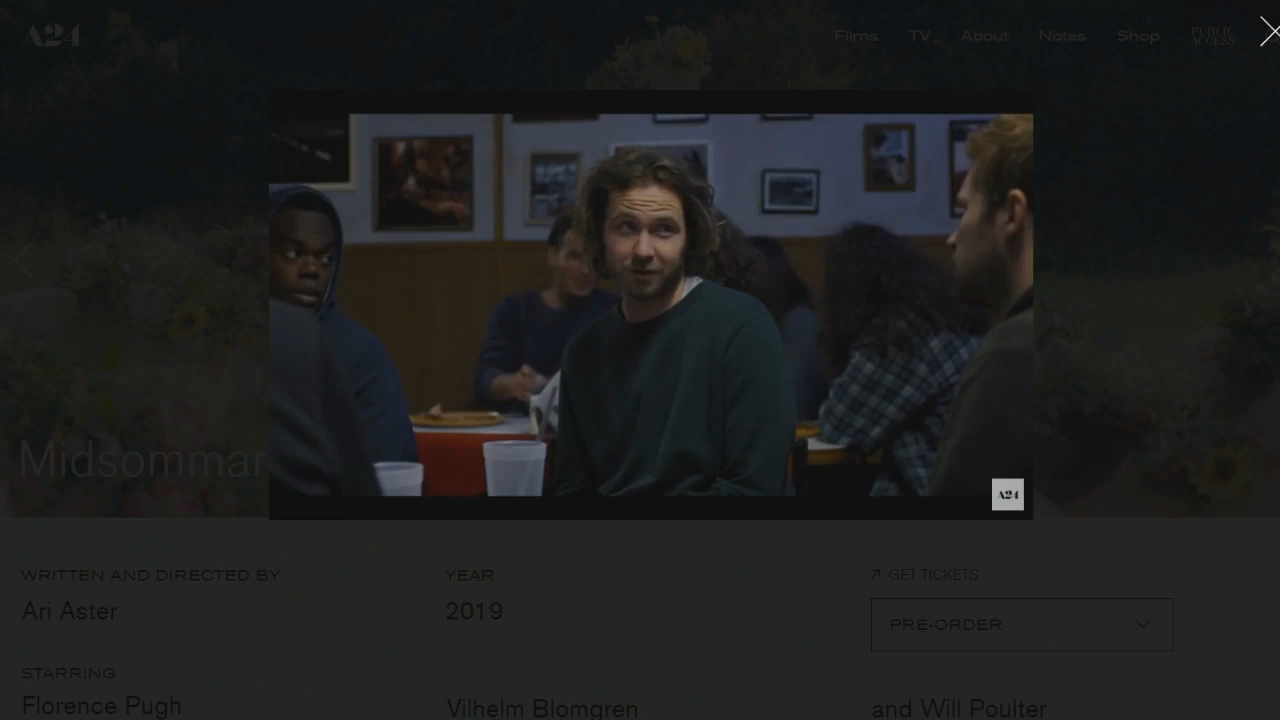 A24
Films TV About Notes Shop PUBLIC ACCESS
Midsommar
A24
WRITTEN AND DIRECTED BY
Ari Aster
YEAR
2019
GET TICKETS
PRE-ORDER
STARRING
Florence Pugh
Vilhelm Blomgren
and Will Poulter